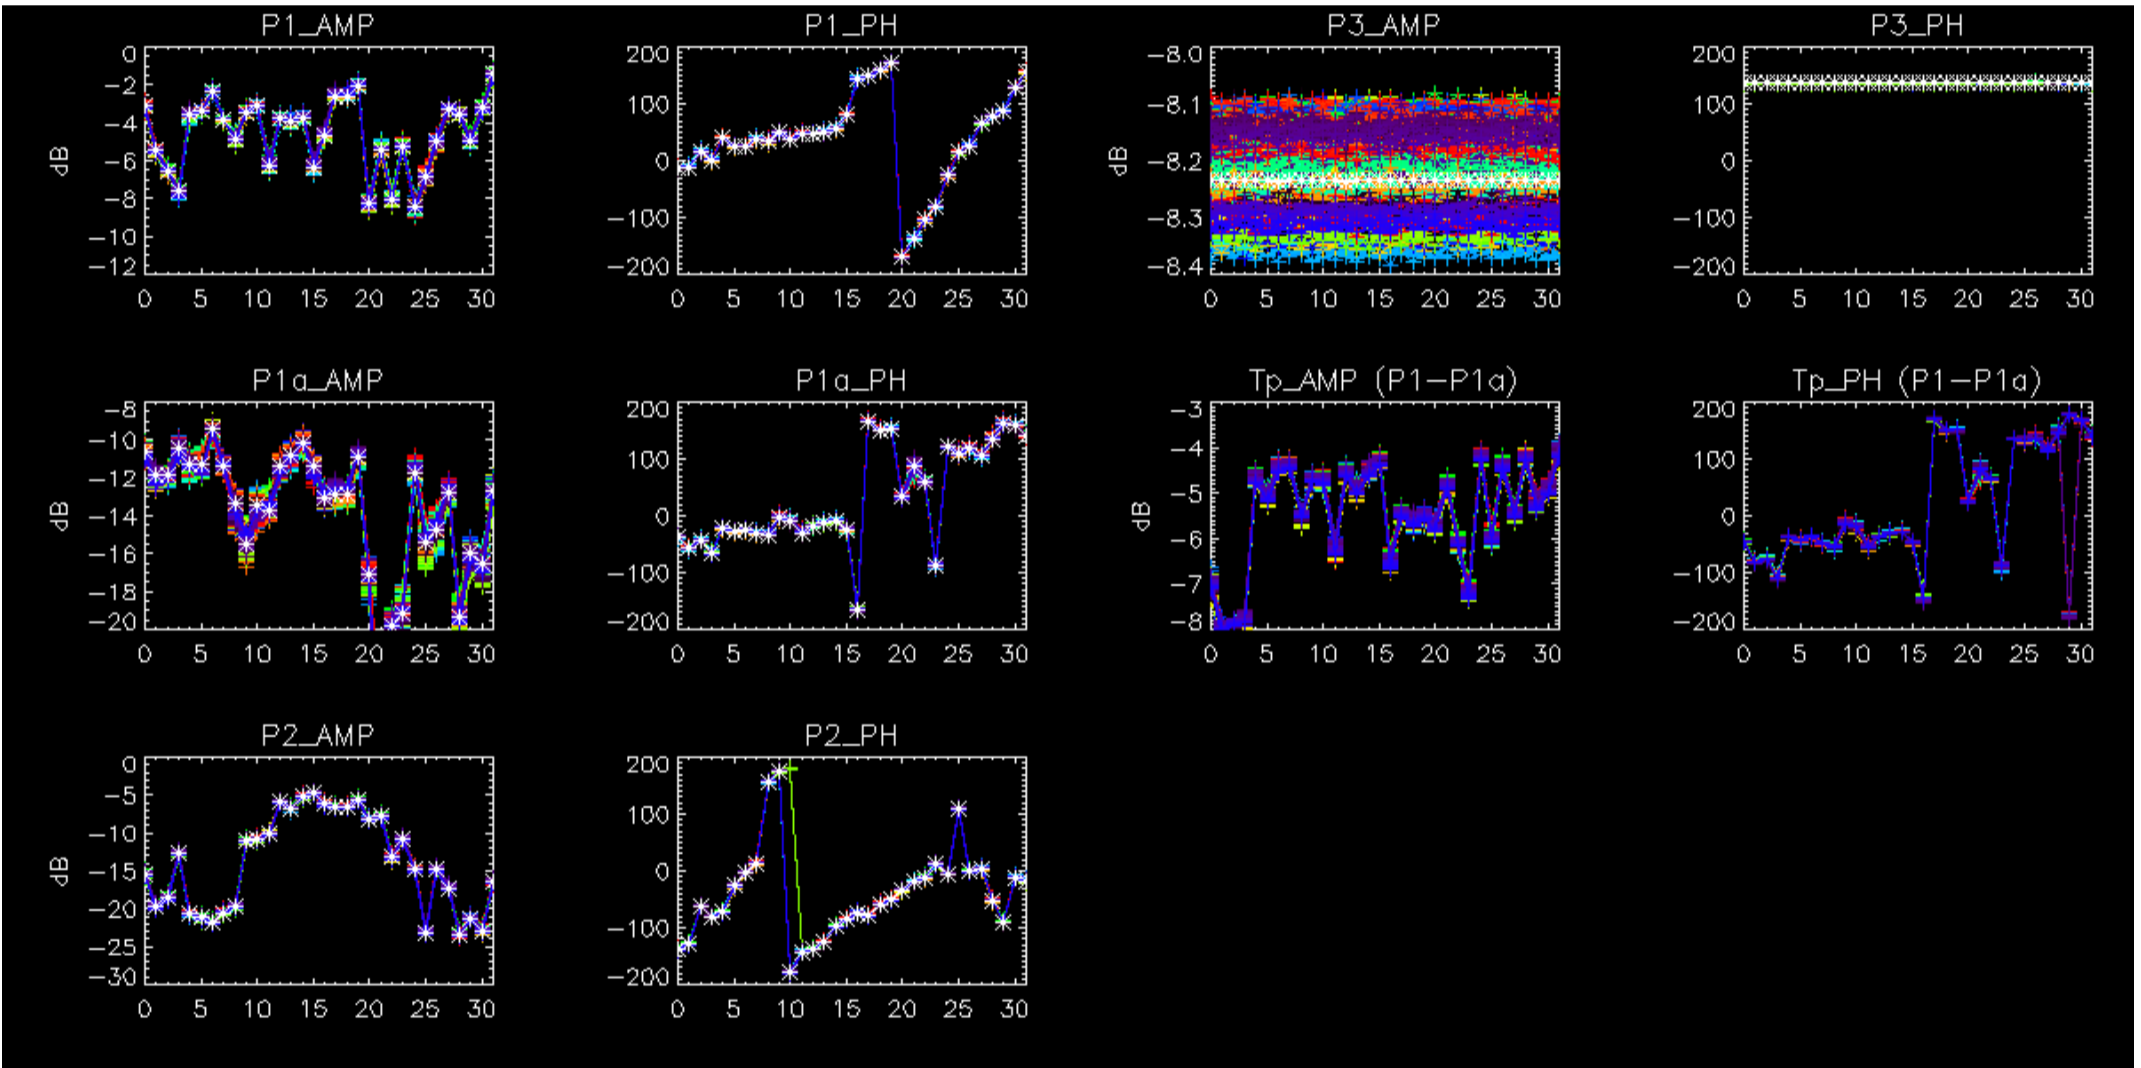 P1_AMP P1_PH P3_AMP P3_PH
0 200 -8.0 200
-2 100 -8.1 100
-4 0 -8.2 0
-6 -100 -8.3 -100
-8 -200 -8.4 -200
-10
-12
dB dB
0 5 10 15 20 25 30 0 5 10 15 20 25 30 0 5 10 15 20 25 30 0 5 10 15 20 25 30
P1a_AMP P1a_PH Tp_AMP (P1-P1a) Tp_PH (P1-P1a)
-8 200 -3 200
-10 100 -4 100
-12 0 -5 0
-14 -100 -6 -100
-16 -200 -7 -200
-18 -8
-20
dB dB
0 5 10 15 20 25 30 0 5 10 15 20 25 30 0 5 10 15 20 25 30 0 5 10 15 20 25 30
P2_AMP P2_PH
0 200
-5 100
-10 0
-15 -100
-20 -200
-25
-30
dB
0 5 10 15 20 25 30 0 5 10 15 20 25 30